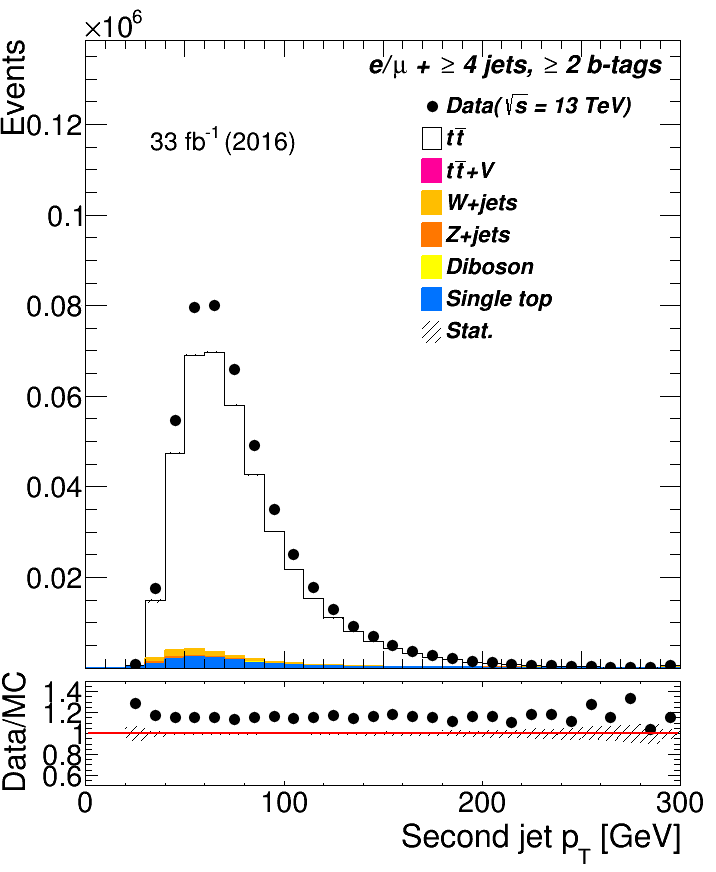 ×10⁶
Events
e/μ + ≥ 4 jets, ≥ 2 b-tags
Data(√s = 13 TeV)
33 fb⁻¹ (2016)
tt̅
tt̅+V
W+jets
Z+jets
Diboson
Single top
Stat.
0.12
0.1
0.08
0.06
0.04
0.02
Data/MC
1.4
1.2
1
0.8
0.6
0 100 200 300
Second jet p_T [GeV]